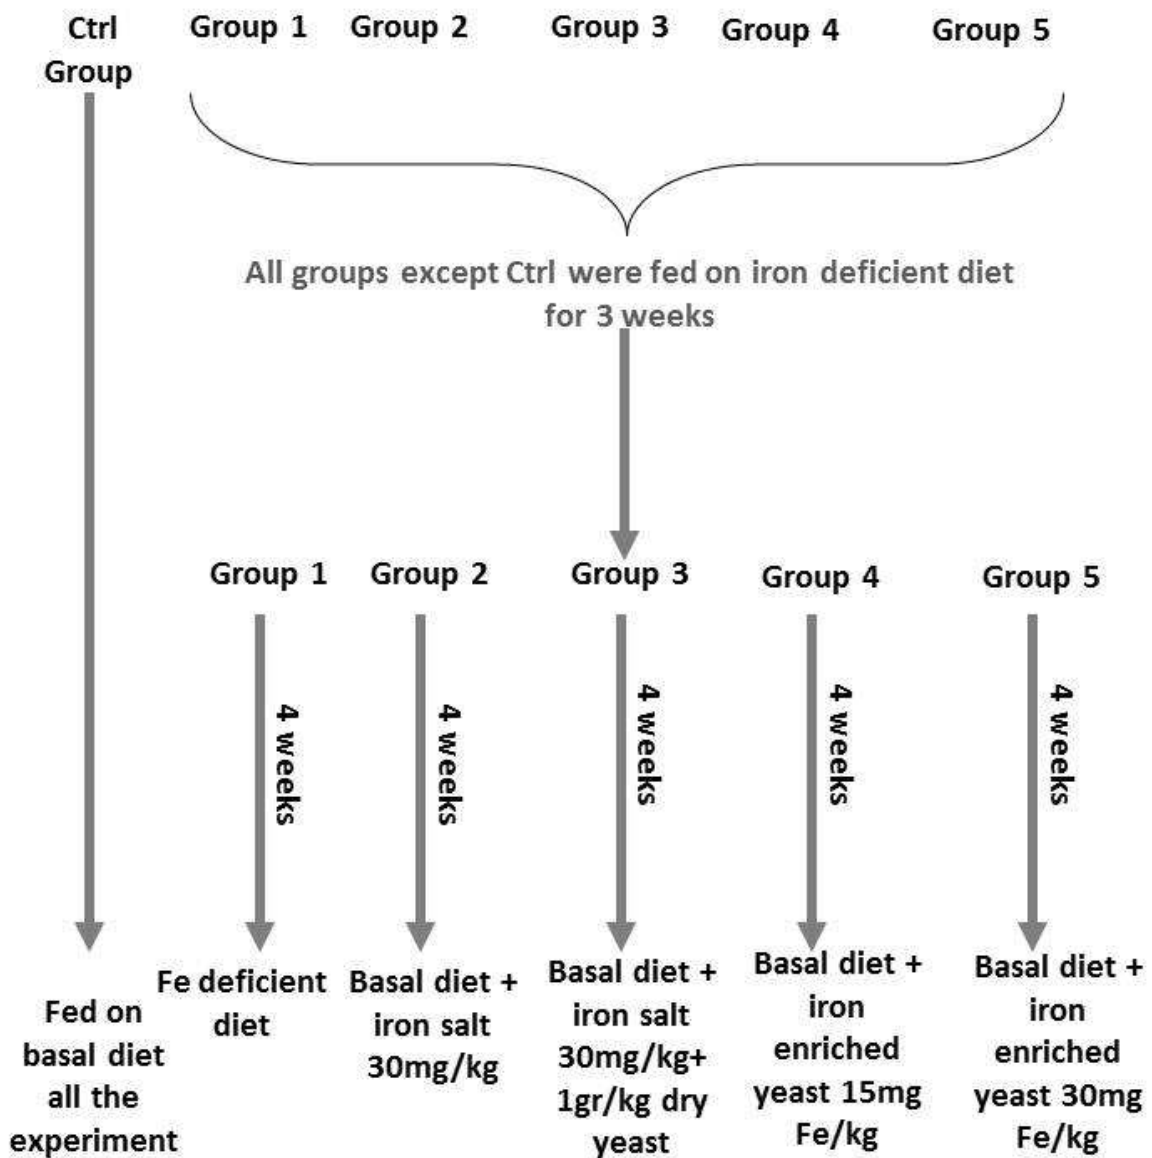 Ctrl
Group
Group 1
Group 2
Group 3
Group 4
Group 5
All groups except Ctrl were fed on iron deficient diet
for 3 weeks
Group 1
Group 2
Group 3
Group 4
Group 5
4 weeks
4 weeks
4 weeks
4 weeks
4 weeks
Fed on
basal diet
all the
experiment
Fe deficient
diet
Basal diet +
iron salt
30mg/kg
Basal diet +
iron salt
30mg/kg+
1gr/kg dry
yeast
Basal diet +
iron
enriched
yeast 15mg
Fe/kg
Basal diet +
iron
enriched
yeast 30mg
Fe/kg